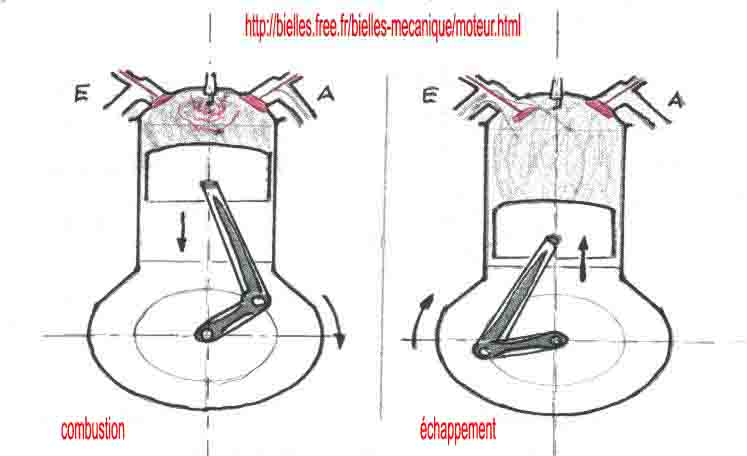 http://bielles.free.fr/bielles-mecanique/moteur.html
E A E A
combustion échappement